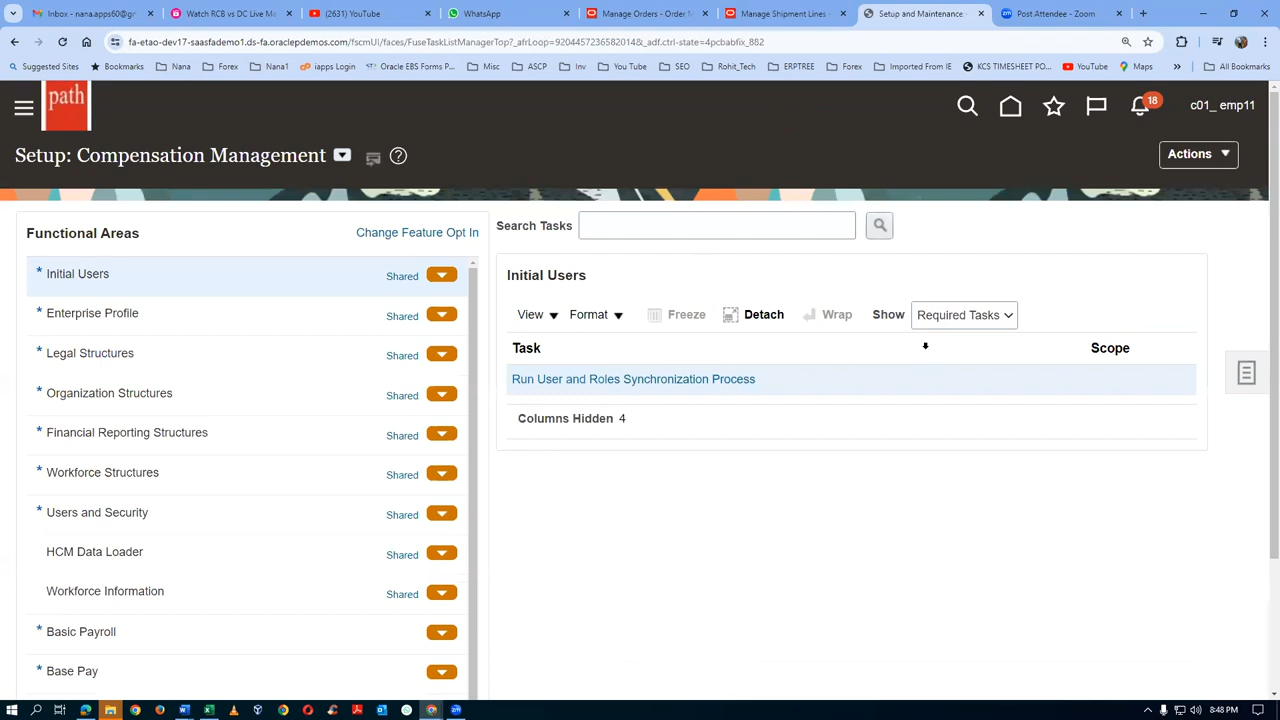 Gmail - nana.apps60@gr
Watch RCB vs DC Live M
(2631) YouTube
WhatsApp
Manage Orders - Order M
Manage Shipment Lines -
Setup and Maintenance -
Post Attendee - Zoom
fa-etao-dev17-saasfademo1.ds-fa.oraclepdemos.com/fscmUI/faces/FuseTaskListManagerTop?_afrLoop=9204457236582014&_adf.ctrl-state=4pcbabfix_882
Suggested Sites
Bookmarks
Nana
Forex
Nana1
iapps Login
Oracle EBS Forms P...
Misc
ASCP
Inv
You Tube
SEO
Rohit_Tech
ERPTREE
Forex
Imported From IE
KCS TIMESHEET PO...
YouTube
Maps
All Bookmarks
path
18
c01_ emp11
Setup: Compensation Management
Actions
Functional Areas
Change Feature Opt In
* Initial Users Shared
* Enterprise Profile Shared
* Legal Structures Shared
* Organization Structures Shared
* Financial Reporting Structures Shared
* Workforce Structures Shared
* Users and Security Shared
HCM Data Loader Shared
Workforce Information Shared
* Basic Payroll
* Base Pay
Search Tasks
Initial Users
View Format Freeze Detach Wrap Show Required Tasks
Task Scope
Run User and Roles Synchronization Process
Columns Hidden 4
8:48 PM